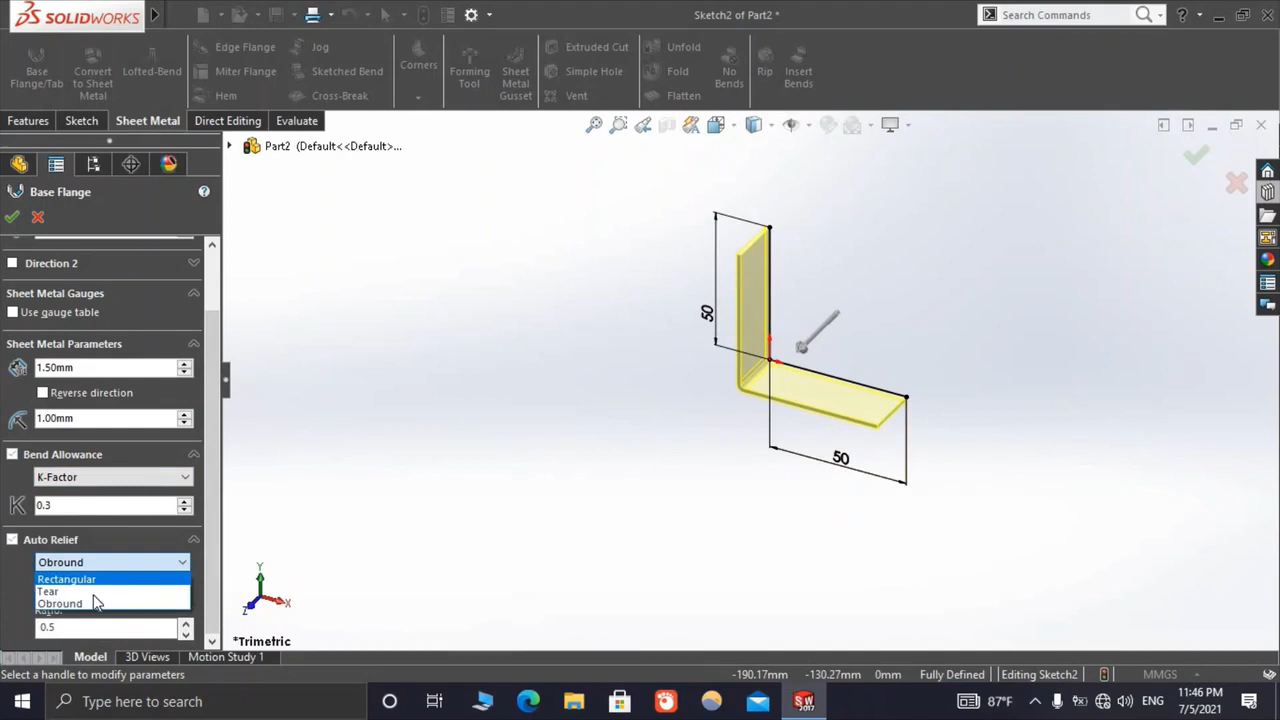 SOLIDWORKS
Sketch2 of Part2 *
Search Commands
Base Flange/Tab
Convert to Sheet Metal
Lofted-Bend
Edge Flange
Miter Flange
Hem
Jog
Sketched Bend
Cross-Break
Corners
Forming Tool
Sheet Metal Gusset
Extruded Cut
Simple Hole
Vent
Unfold
Fold
Flatten
No Bends
Rip
Insert Bends
Features
Sketch
Sheet Metal
Direct Editing
Evaluate
Part2 (Default<<Default>...
Base Flange
Direction 2
Sheet Metal Gauges
Use gauge table
Sheet Metal Parameters
1.50mm
Reverse direction
1.00mm
Bend Allowance
K-Factor
K
0.3
Auto Relief
Obround
Rectangular
Tear
Obround
0.5
50
50
Y
X
Z
*Trimetric
Model
3D Views
Motion Study 1
Select a handle to modify parameters
-190.17mm
-130.27mm
0mm
Fully Defined
Editing Sketch2
MMGS
Type here to search
SW
2017
87°F
ENG
11:46 PM
7/5/2021